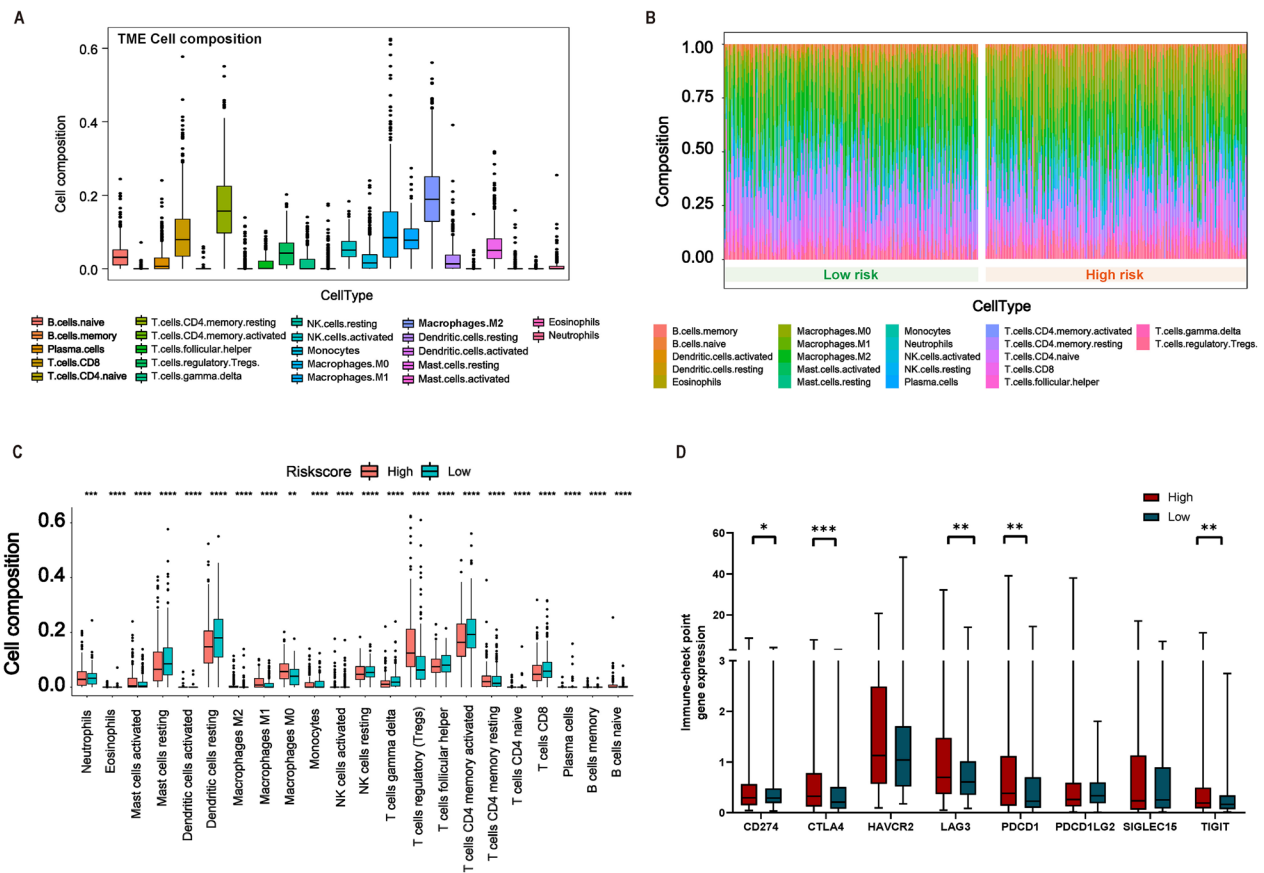 A
TME Cell composition
0.6
0.4
0.2
0.0
Cell composition
CellType
B.cells.naive
B.cells.memory
Plasma.cells
T.cells.CD8
T.cells.CD4.naive
T.cells.CD4.memory.resting
T.cells.CD4.memory.activated
T.cells.follicular.helper
T.cells.regulatory.Tregs.
T.cells.gamma.delta
NK.cells.resting
NK.cells.activated
Monocytes
Macrophages.M0
Macrophages.M1
Macrophages.M2
Dendritic.cells.resting
Dendritic.cells.activated
Mast.cells.resting
Mast.cells.activated
Eosinophils
Neutrophils
B
1.00
0.75
0.50
0.25
0.00
Composition
Low risk
High risk
CellType
B.cells.memory
B.cells.naive
Dendritic.cells.activated
Dendritic.cells.resting
Eosinophils
Macrophages.M0
Macrophages.M1
Macrophages.M2
Mast.cells.activated
Mast.cells.resting
Monocytes
Neutrophils
NK.cells.activated
NK.cells.resting
Plasma.cells
T.cells.CD4.memory.activated
T.cells.CD4.memory.resting
T.cells.CD4.naive
T.cells.CD8
T.cells.follicular.helper
T.cells.gamma.delta
T.cells.regulatory.Tregs.
C
Riskscore High Low
*** **** **** **** **** **** **** **** ** **** **** **** **** **** **** **** **** **** **** **** ****
0.6
0.4
0.2
0.0
Cell composition
Neutrophils
Eosinophils
Mast cells activated
Mast cells resting
Dendritic cells activated
Dendritic cells resting
Macrophages M2
Macrophages M1
Macrophages M0
Monocytes
NK cells activated
NK cells resting
T cells gamma delta
T cells regulatory (Tregs)
T cells follicular helper
T cells CD4 memory activated
T cells CD4 memory resting
T cells CD4 naive
T cells CD8
Plasma cells
B cells memory
B cells naive
D
High
Low
* *** ** ** **
60
40
20
3
2
1
0
Immune-check point
gene expression
CD274 CTLA4 HAVCR2 LAG3 PDCD1 PDCD1LG2 SIGLEC15 TIGIT